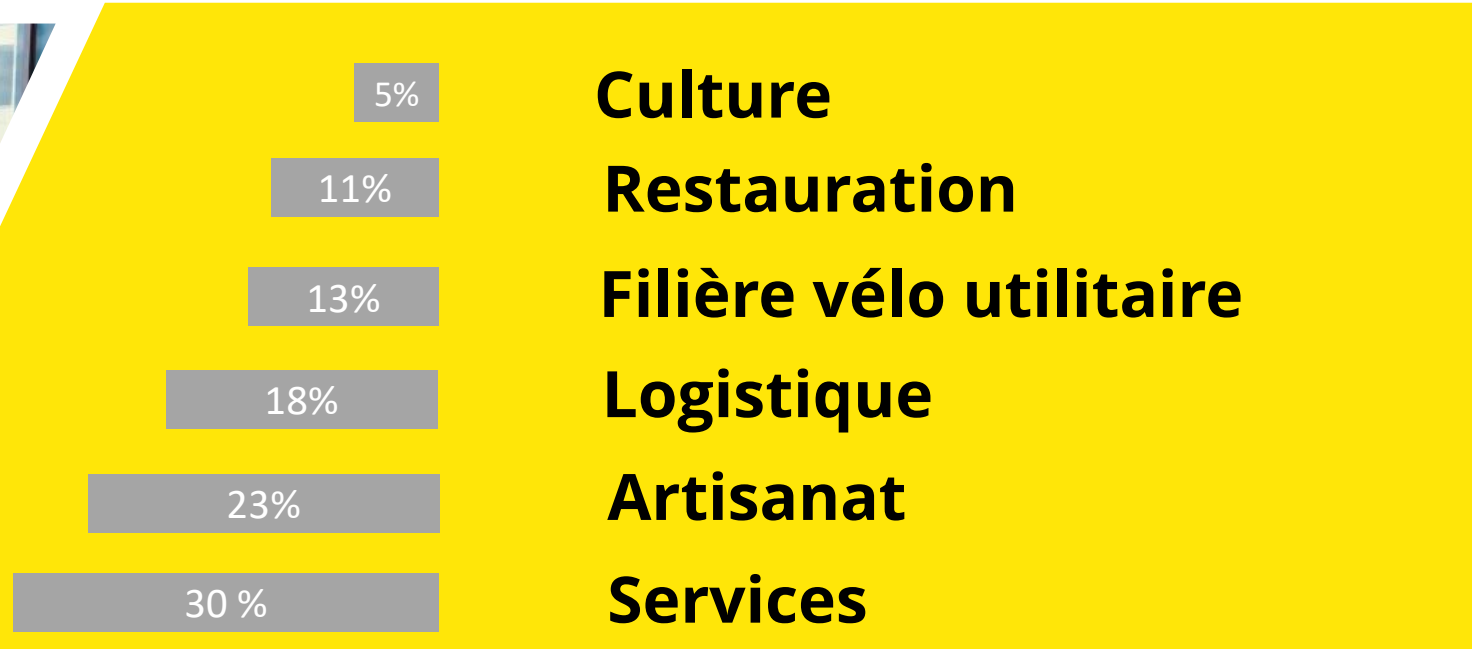 5% Culture
11% Restauration
13% Filière vélo utilitaire
18% Logistique
23% Artisanat
30 % Services